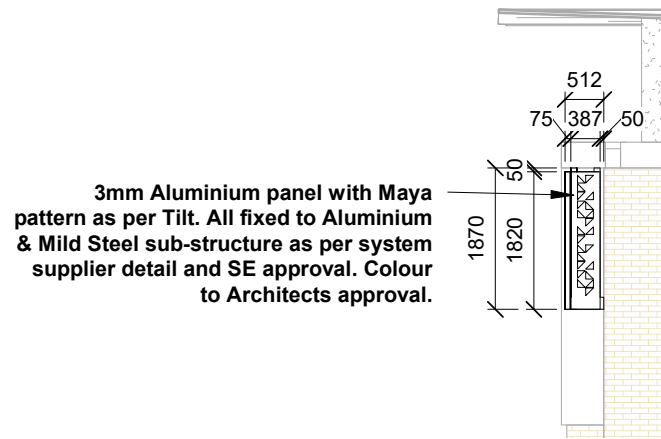 512
75 387 50
50
1870
1820
3mm Aluminium panel with Maya
pattern as per Tilt. All fixed to Aluminium
& Mild Steel sub-structure as per system
supplier detail and SE approval. Colour
to Architects approval.